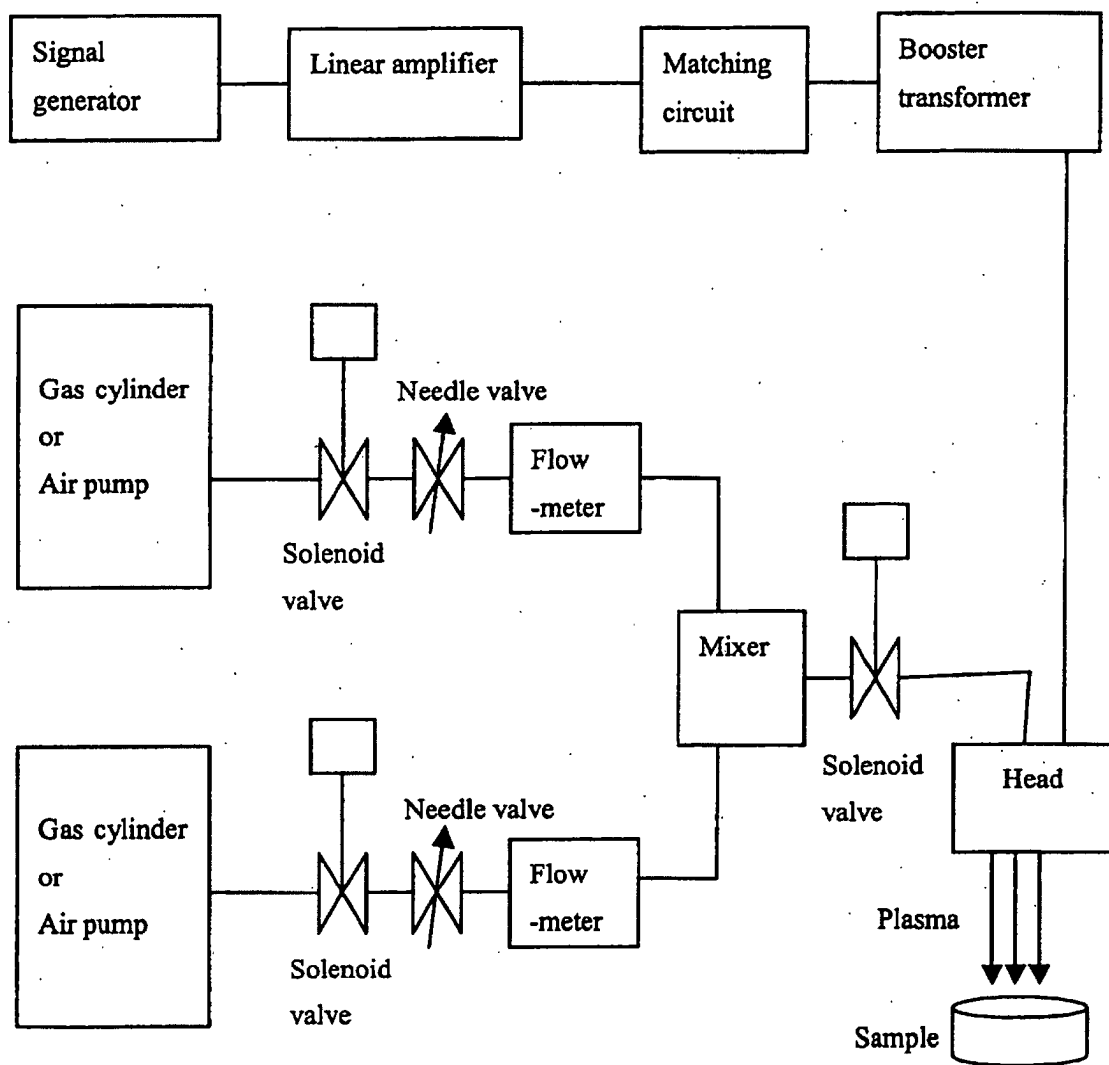 Signal
generator
Linear amplifier
Matching
circuit
Booster
transformer
Gas cylinder
or
Air pump
Solenoid
valve
Needle valve
Flow
-meter
Mixer
Solenoid
valve
Head
Gas cylinder
or
Air pump
Solenoid
valve
Needle valve
Flow
-meter
Plasma
Sample